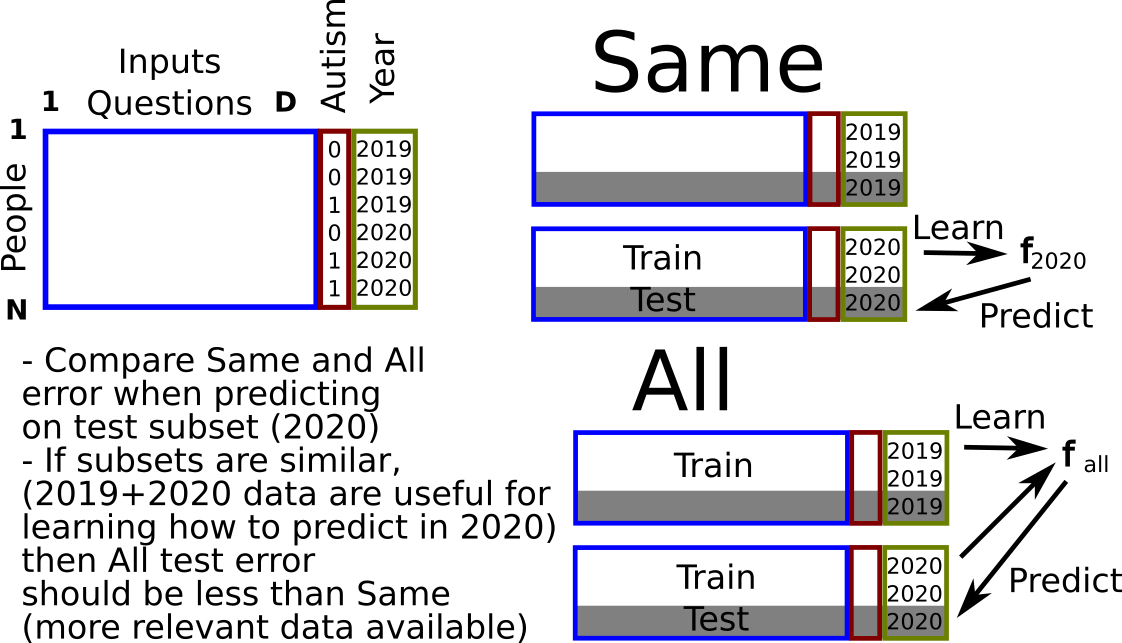 Inputs
1 Questions D
Autism
Year
1
People
N
0 2019
0 2019
1 2019
0 2020
1 2020
1 2020
- Compare Same and All
error when predicting
on test subset (2020)
- If subsets are similar,
(2019+2020 data are useful for
learning how to predict in 2020)
then All test error
should be less than Same
(more relevant data available)
Same
2019
2019
2019
Train
Test
2020
2020
2020
Learn
f2020
Predict
All
Train
2019
2019
2019
Learn
f all
Train
Test
2020
2020
2020
Predict